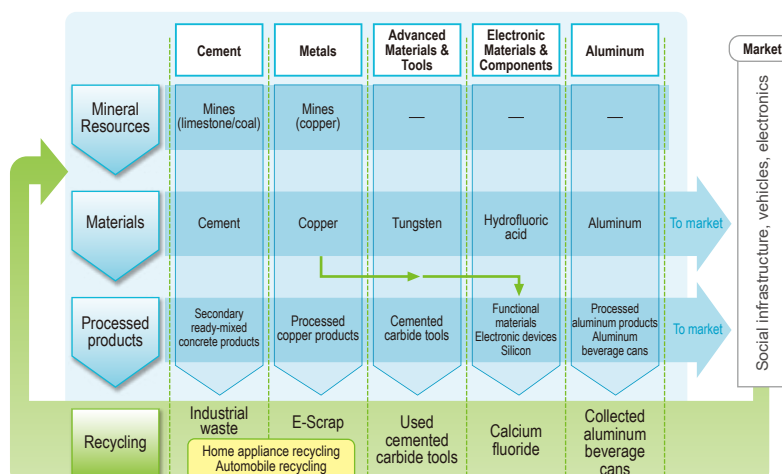 Cement
Metals
Advanced
Materials &
Tools
Electronic
Materials &
Components
Aluminum
Market
Mineral
Resources
Mines
(limestone/coal)
Mines
(copper)
—
—
—
Materials
Cement
Copper
Tungsten
Hydrofluoric
acid
Aluminum
To market
Processed
products
Secondary
ready-mixed
concrete products
Processed
copper products
Cemented
carbide tools
Functional
materials
Electronic devices
Silicon
Processed
aluminum products
Aluminum
beverage cans
To market
Social infrastructure, vehicles, electronics
Recycling
Industrial
waste
E-Scrap
Home appliance recycling
Automobile recycling
Used
cemented
carbide tools
Calcium
fluoride
Collected
aluminum
beverage
cans